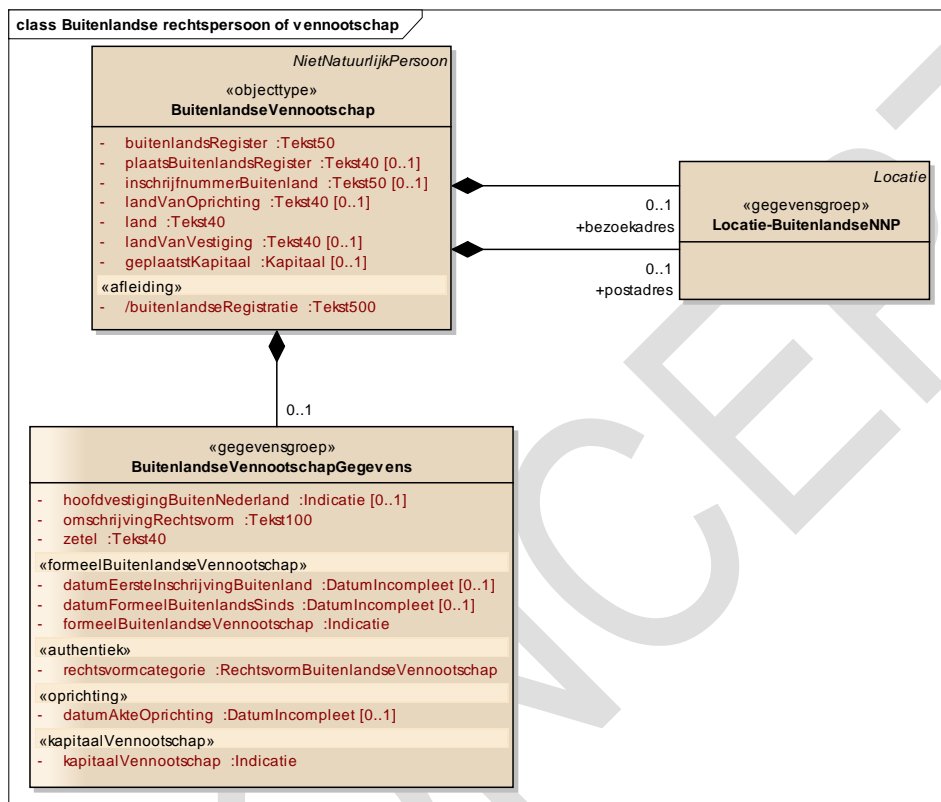 class Buitenlandse rechtspersoon of vennootschap
NietNatuurlijkPersoon
«objecttype»
BuitenlandseVennootschap
- buitenlandsRegister :Tekst50
- plaatsBuitenlandsRegister :Tekst40 [0..1]
- inschrijfnummerBuitenland :Tekst50 [0..1]
- landVanOprichting :Tekst40 [0..1]
- land :Tekst40
- landVanVestiging :Tekst40 [0..1]
- geplaatstKapitaal :Kapitaal [0..1]
«afleiding»
- /buitenlandseRegistratie :Tekst500
Locatie
«gegevensgroep»
Locatie-BuitenlandseNNP
0..1
+bezoekadres
0..1
+postadres
0..1
«gegevensgroep»
BuitenlandseVennootschapGegevens
- hoofdvestigingBuitenNederland :Indicatie [0..1]
- omschrijvingRechtsvorm :Tekst100
- zetel :Tekst40
«formeelBuitenlandseVennootschap»
- datumEersteInschrijvingBuitenland :DatumIncompleet [0..1]
- datumFormeelBuitenlandsSinds :DatumIncompleet [0..1]
- formeelBuitenlandseVennootschap :Indicatie
«authentiek»
- rechtsvormcategorie :RechtsvormBuitenlandseVennootschap
«oprichting»
- datumAkteOprichting :DatumIncompleet [0..1]
«kapitaalVennootschap»
- kapitaalVennootschap :Indicatie